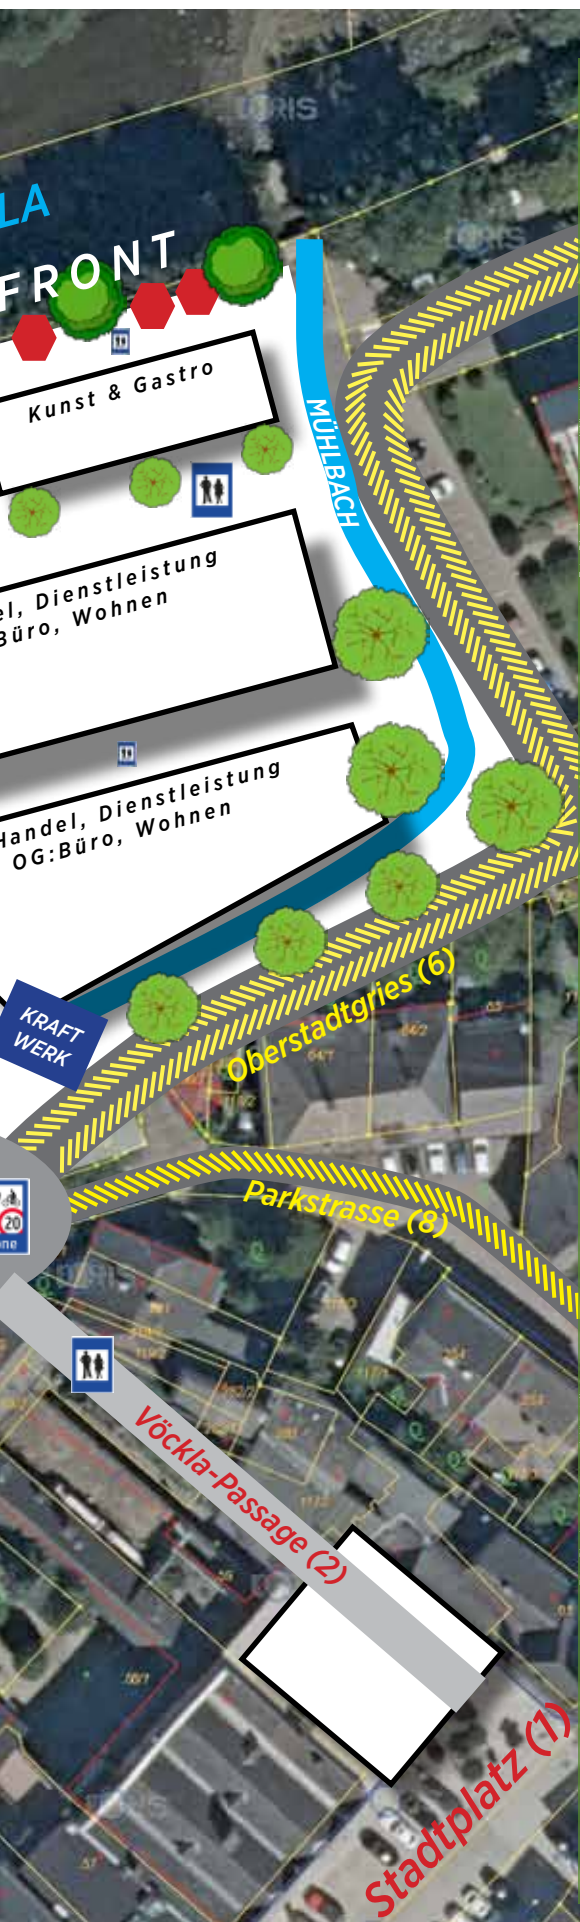 LA
FRONT
Kunst & Gastro
MÜHLBACH
el, Dienstleistung
Büro, Wohnen
Handel, Dienstleistung
OG:Büro, Wohnen
KRAFT
WERK
Oberstadtgries (6)
Parkstrasse (8)
20
one
Vöckla-Passage (2)
Stadtplatz (1)